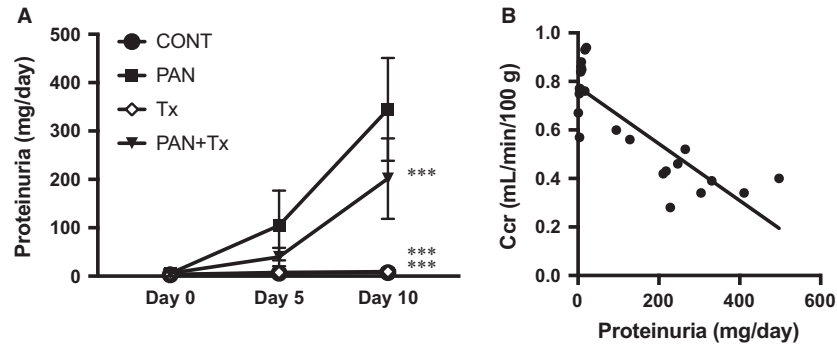 A
Proteinuria (mg/day)
500
400
300
200
100
0
CONT
PAN
Tx
PAN+Tx
***
***
***
Day 0
Day 5
Day 10
B
Ccr (mL/min/100 g)
1.0
0.8
0.6
0.4
0.2
0.0
0
200
400
600
Proteinuria (mg/day)